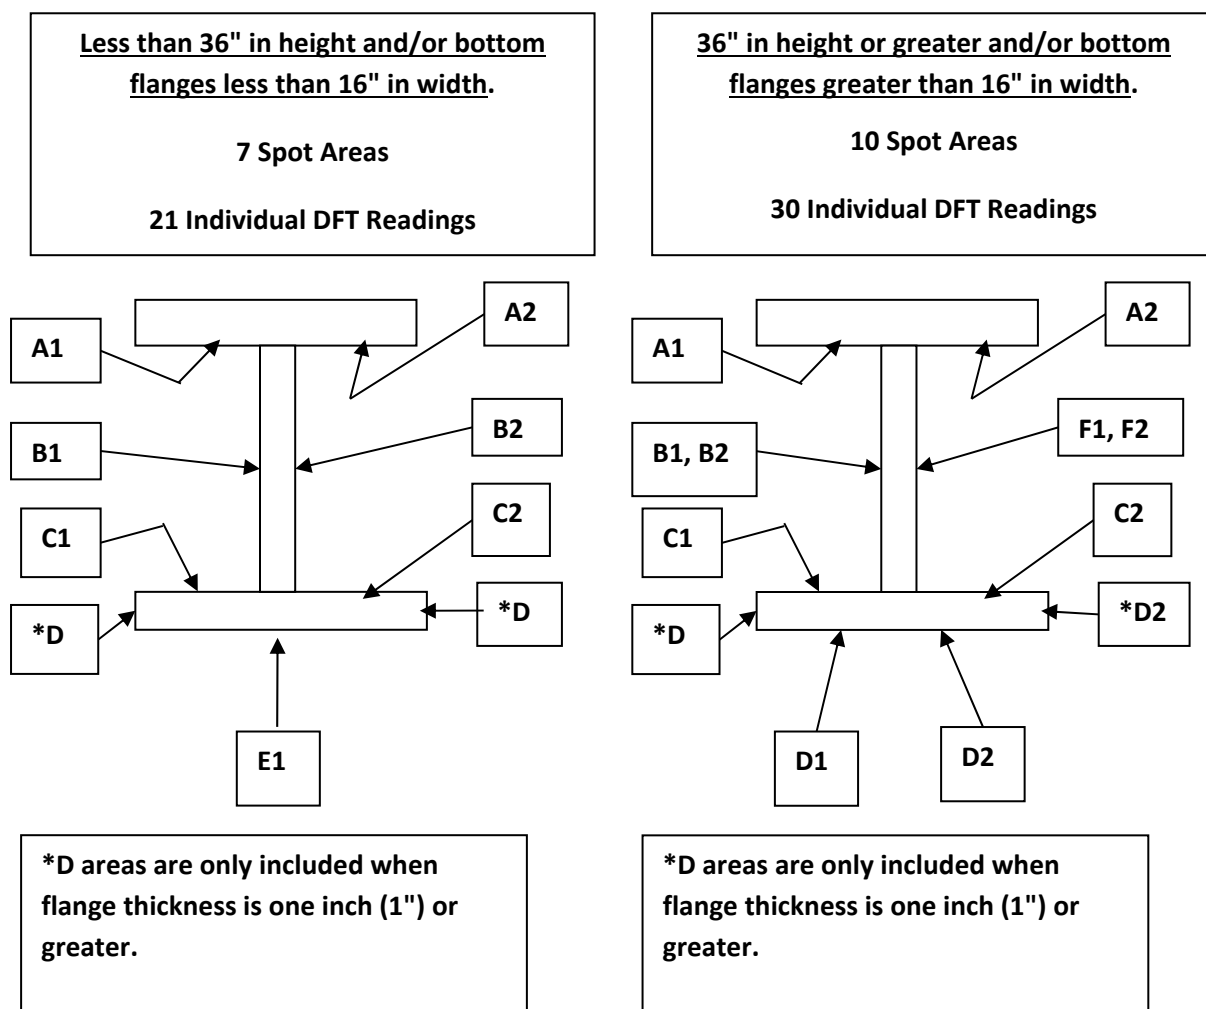 Less than 36" in height and/or bottom
flanges less than 16" in width.
7 Spot Areas
21 Individual DFT Readings
A1
A2
B1
B2
C1
C2
*D
*D
E1
*D areas are only included when
flange thickness is one inch (1") or
greater.
36" in height or greater and/or bottom
flanges greater than 16" in width.
10 Spot Areas
30 Individual DFT Readings
A1
A2
B1, B2
F1, F2
C1
C2
*D
*D2
D1
D2
*D areas are only included when
flange thickness is one inch (1") or
greater.